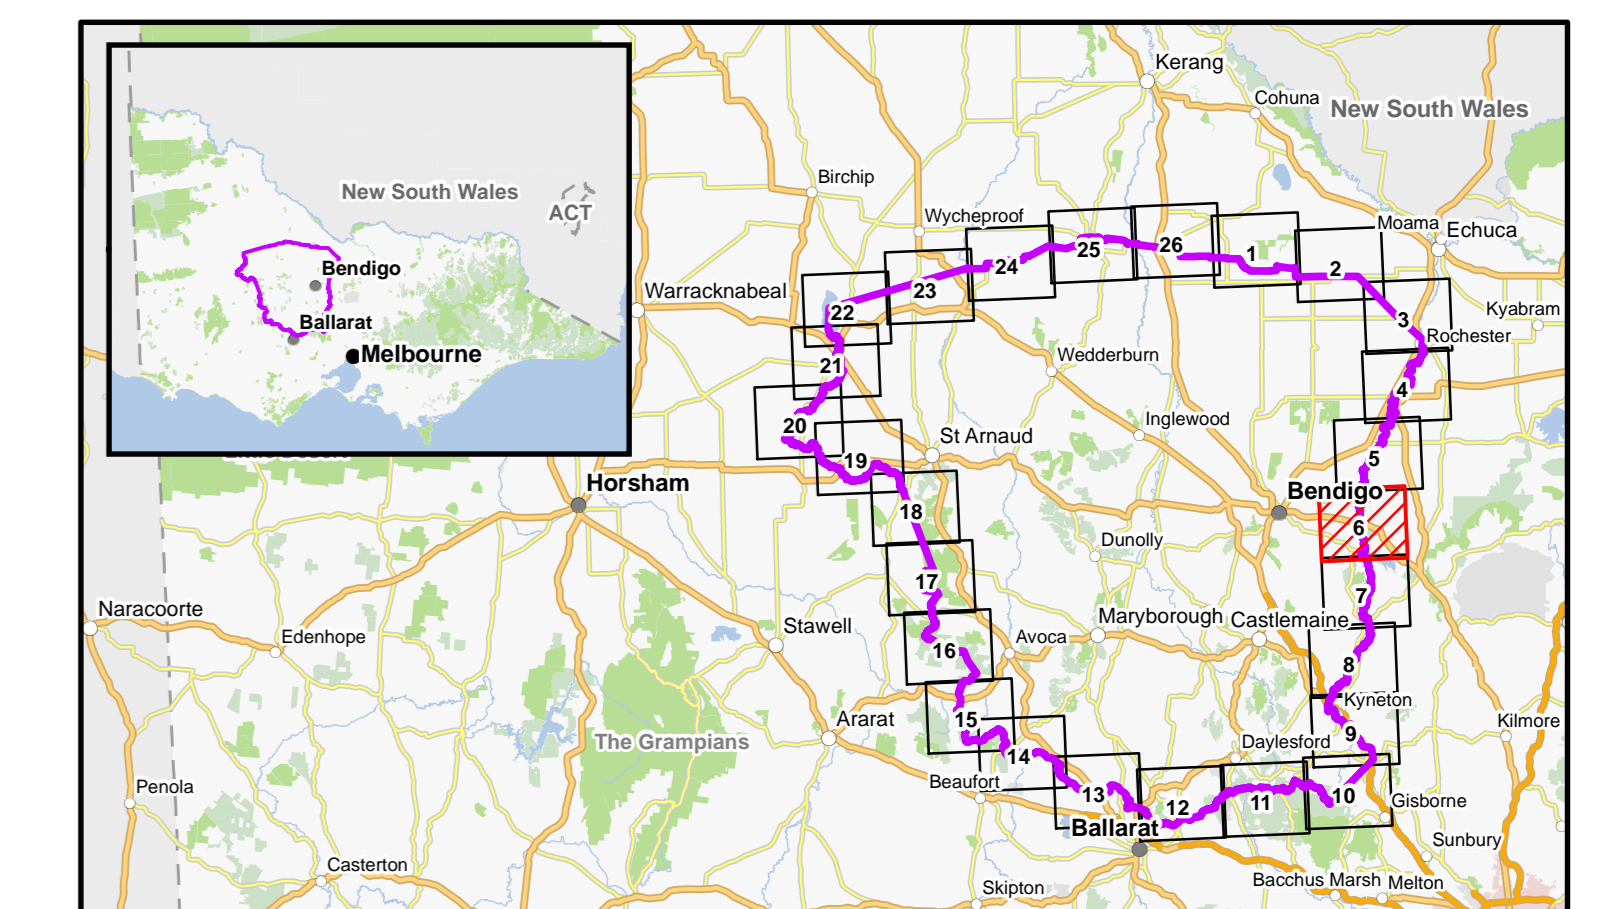 Kerang
Cohuna
New South Wales
Birchip
New South Wales
ACT
Wycheproof
Moama
Echuca
26
25
1
24
2
Bendigo
23
Warracknabeal
Kyabram
22
3
Ballarat
Rochester
Melbourne
Wedderburn
21
4
Inglewood
20
St Arnaud
19
5
Horsham
Bendigo
18
6
Dunolly
17
7
Naracoorte
Maryborough
Castlemaine
Stawell
Edenhope
Avoca
16
8
Kyneton
Ararat
15
Kilmore
9
The Grampians
Daylesford
14
Beaufort
Penola
13
10
11
Gisborne
12
Ballarat
Sunbury
Casterton
Bacchus Marsh
Melton
Skipton